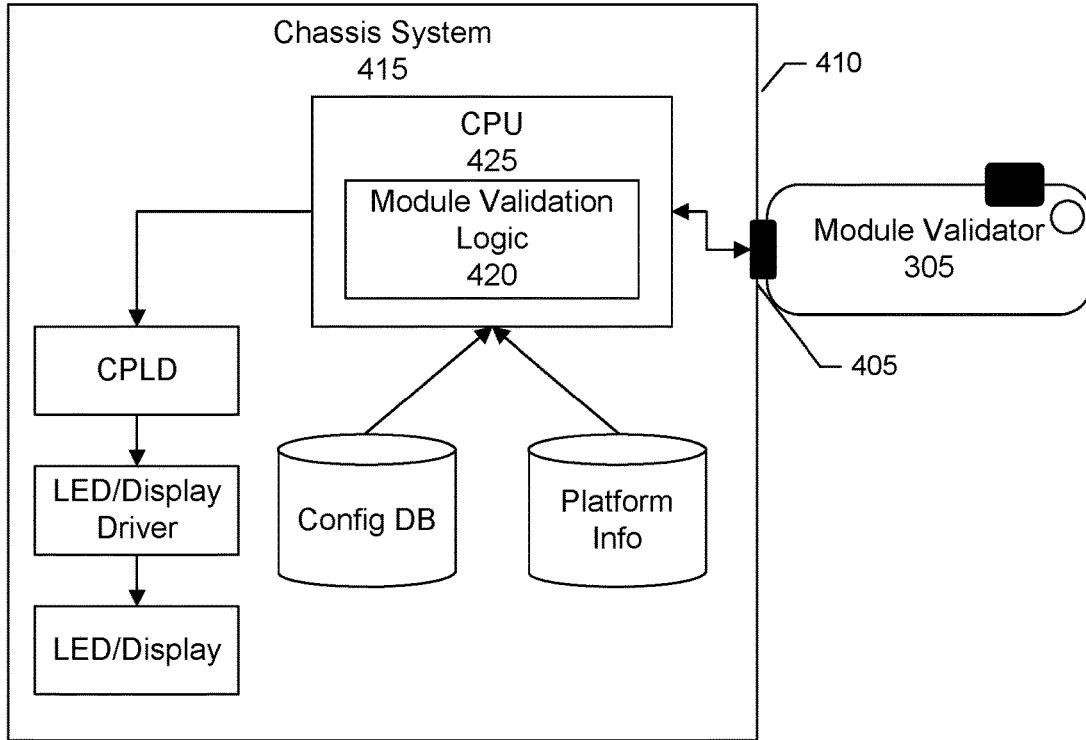 Chassis System
415
410
CPU
425
Module Validation
Logic
420
Module Validator
305
405
CPLD
LED/Display
Driver
LED/Display
Config DB
Platform
Info